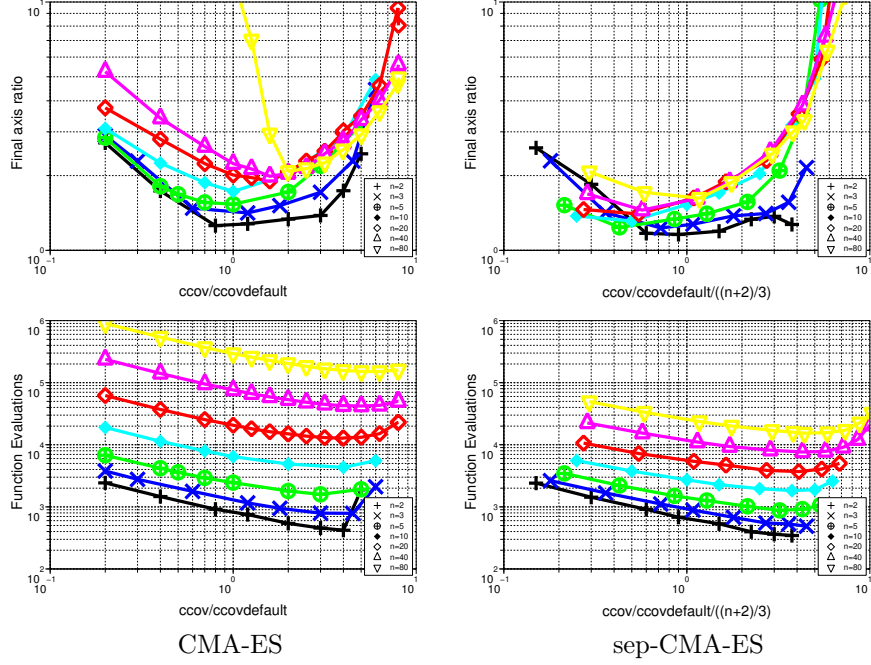 1
0
Final axis ratio
10 -1
10 0
10 1
ccov/ccovdefault
n=2
n=3
n=5
n=10
n=20
n=40
n=80
1
0
Final axis ratio
10 -1
10 0
10 1
ccov/ccovdefault/((n+2)/3)
n=2
n=3
n=5
n=10
n=20
n=40
n=80
10 6
10 5
10 4
10 3
10 2
Function Evaluations
10 -1
10 0
10 1
ccov/ccovdefault
n=2
n=3
n=5
n=10
n=20
n=40
n=80
10 6
10 5
10 4
10 3
10 2
Function Evaluations
10 -1
10 0
10 1
ccov/ccovdefault/((n+2)/3)
n=2
n=3
n=5
n=10
n=20
n=40
n=80
CMA-ES
sep-CMA-ES